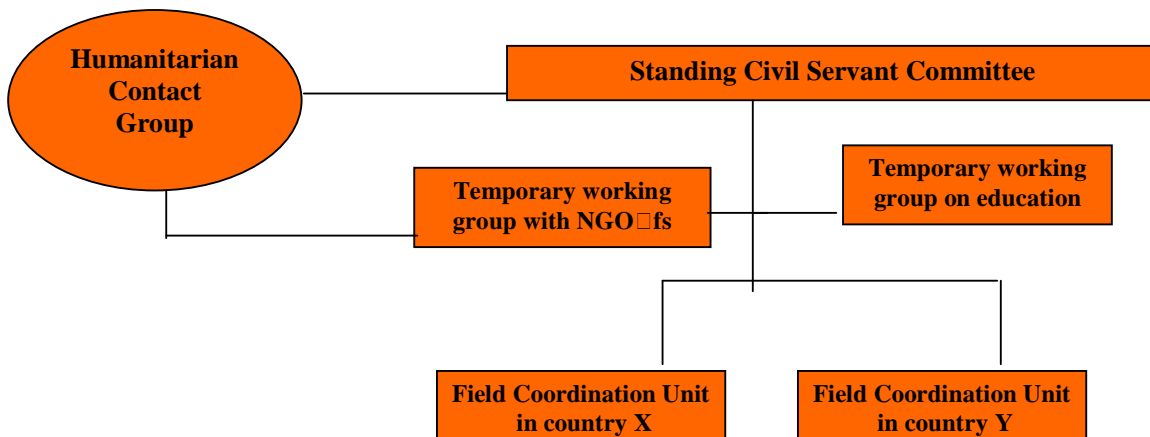 Humanitarian
Contact
Group
Standing Civil Servant Committee
Temporary working
group with NGO□fs
Temporary working
group on education
Field Coordination Unit
in country X
Field Coordination Unit
in country Y